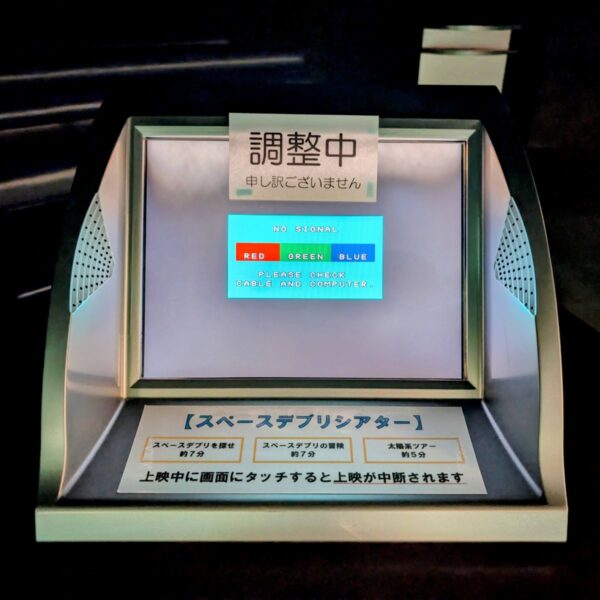 調整中
申し訳ございません
NO SIGNAL
RED GREEN BLUE
PLEASE CHECK
CABLE AND COMPUTER.
【スペースデブリシアター】
スペースデブリを探せ
約7分
スペースデブリの冒険
約7分
太陽系ツアー
約5分
上映中に画面にタッチすると上映が中断されます